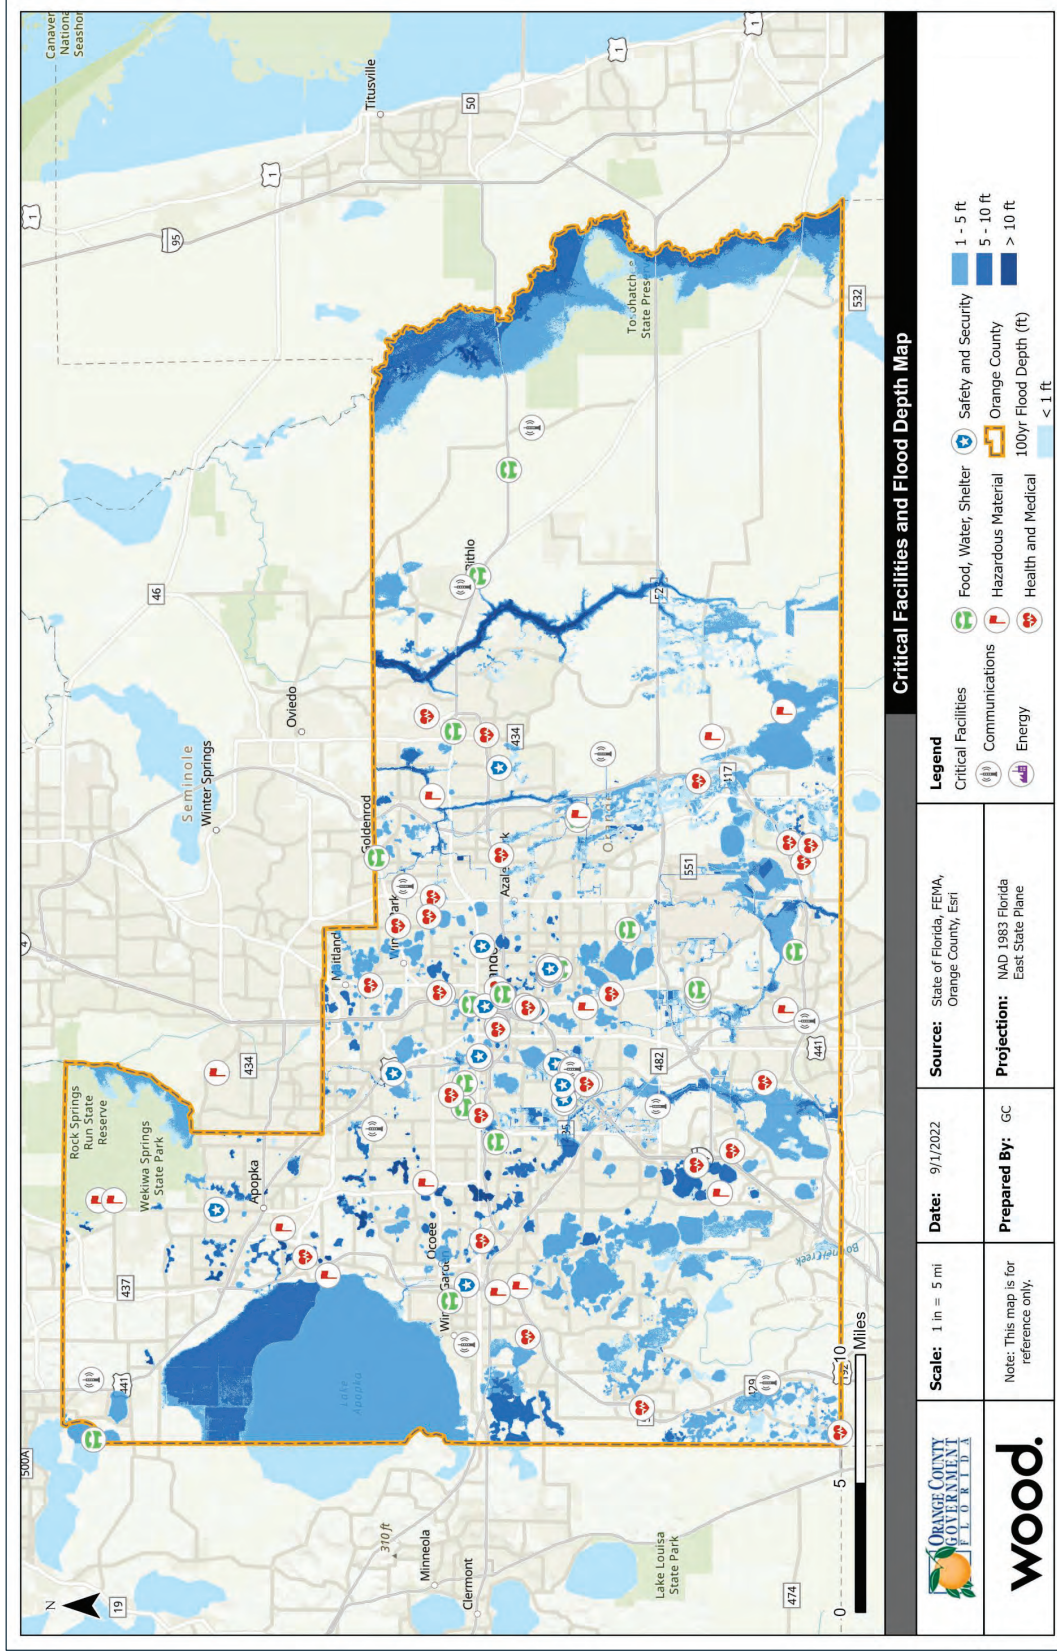 Canaveral
National
Seashore
Titusville
1
1
1
1
50
95
46
532
Tosohatchee
State Preserve
Bithlo
Oviedo
Seminole
Winter Springs
Goldenrod
434
417
551
Maitland
4
434
Rock Springs
Run State
Reserve
Wekiwa Springs
State Park
Apopka
437
441
482
441
Ocoee
Lake
Apopka
429
192
500A
310 ft
Minneola
Clermont
Lake Louisa
State Park
474
19
N
0
5
10
Miles
Critical Facilities and Flood Depth Map
ORANGE COUNTY
GOVERNMENT
FLORIDA
wood.
Scale: 1 in = 5 mi
Note: This map is for
reference only.
Date: 9/1/2022
Prepared By: GC
Source: State of Florida, FEMA,
Orange County, Esri
Projection: NAD 1983 Florida
East State Plane
Legend
Critical Facilities
Communications
Energy
Food, Water, Shelter
Hazardous Material
Health and Medical
Safety and Security
Orange County
100yr Flood Depth (ft)
< 1 ft
1 - 5 ft
5 - 10 ft
> 10 ft